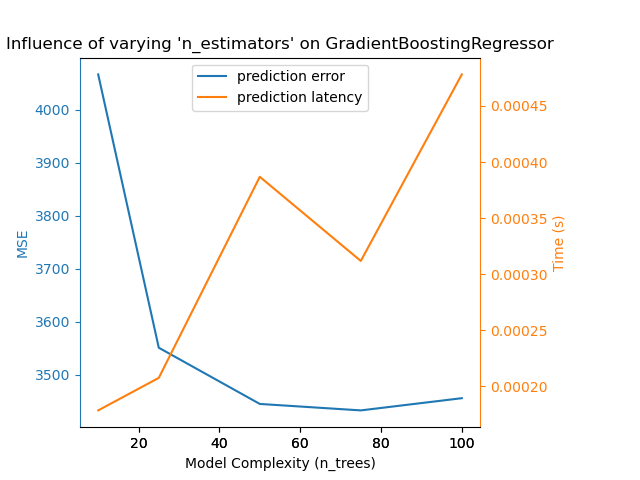 Influence of varying 'n_estimators' on GradientBoostingRegressor
prediction error
prediction latency
MSE
4000
3900
3800
3700
3600
3500
0.00045
0.00040
0.00035
0.00030
0.00025
0.00020
Time (s)
20 40 60 80 100
Model Complexity (n_trees)